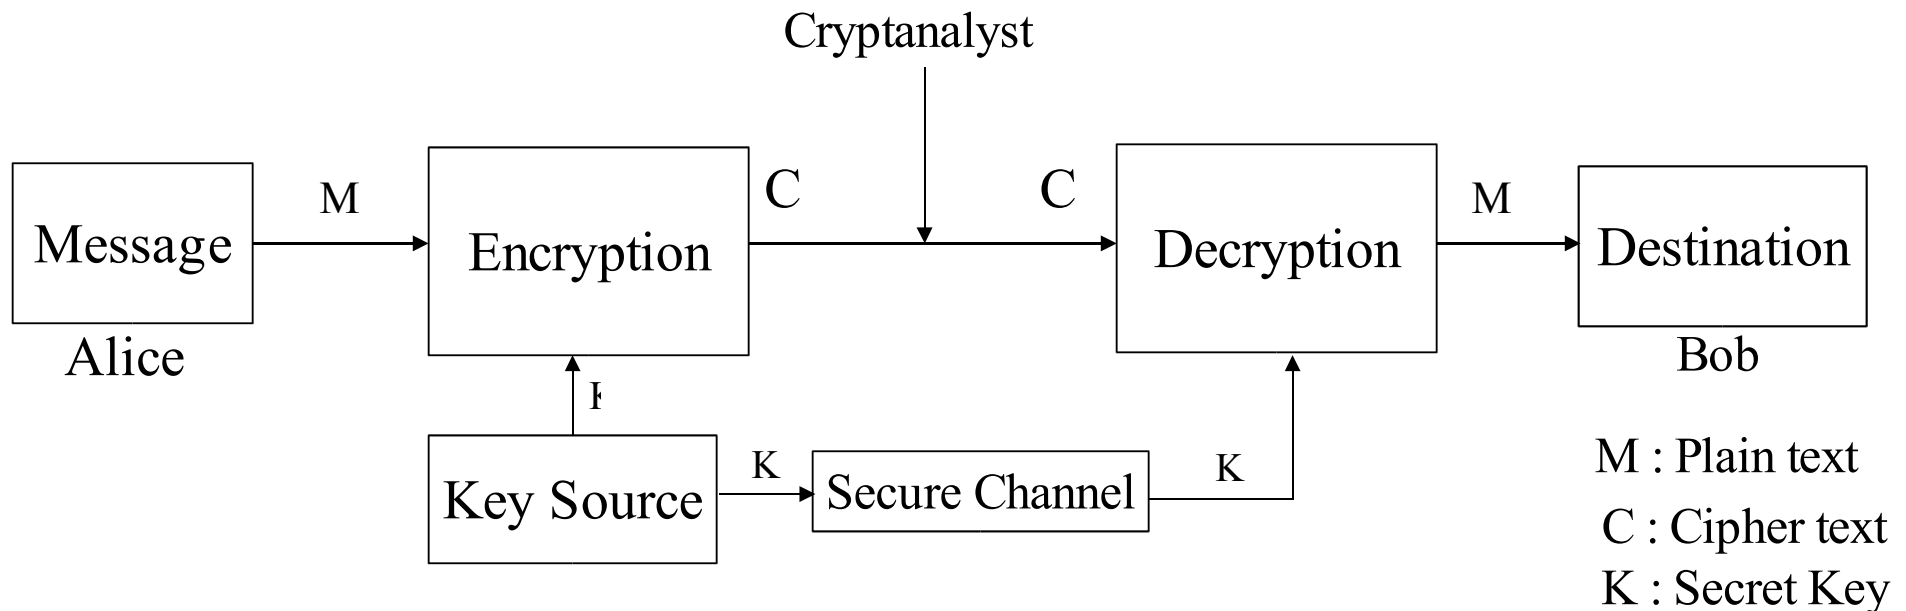 Cryptanalyst
M
C
C
M
Message
Encryption
Decryption
Destination
Alice
Bob
Key Source
K
Secure Channel
K
M : Plain text
C : Cipher text
K : Secret Key